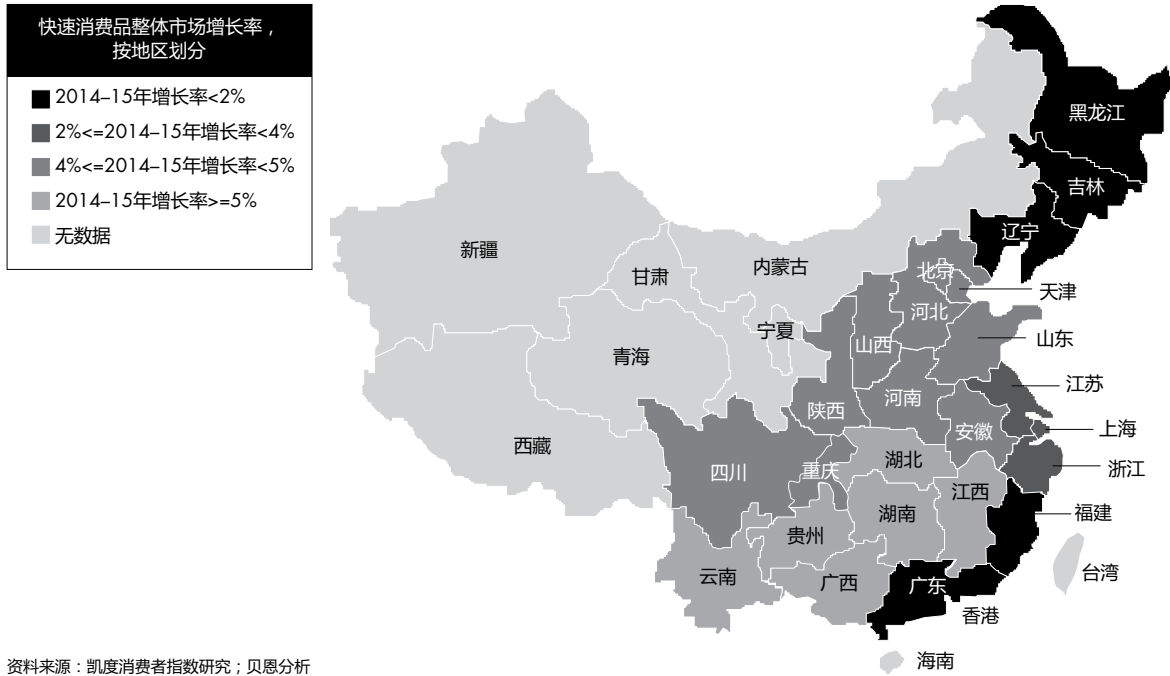 快速消费品整体市场增长率，
按地区划分
2014–15年增长率<2%
2%<=2014–15年增长率<4%
4%<=2014–15年增长率<5%
2014–15年增长率>=5%
无数据
黑龙江
吉林
辽宁
新疆
甘肃
内蒙古
北京
天津
河北
宁夏
山西
山东
青海
江苏
陕西
河南
安徽
上海
西藏
四川
重庆
湖北
浙江
江西
湖南
福建
贵州
云南
广西
广东
台湾
香港
海南
资料来源：凯度消费者指数研究；贝恩分析